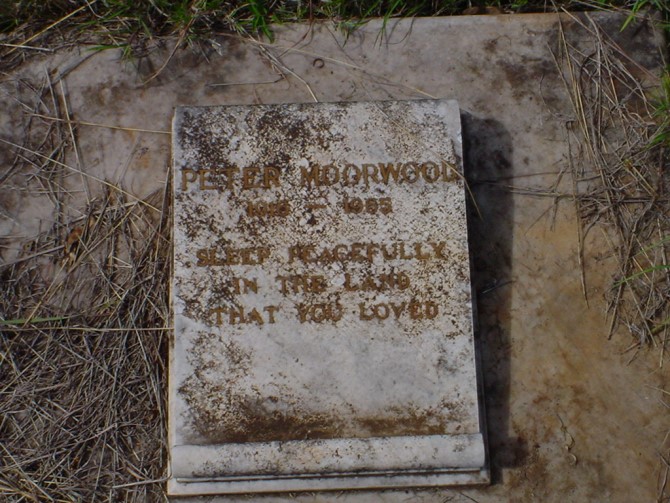 PETER MOORWOOD
SLEEP PEACEFULLY
IN THE LAND
THAT YOU LOVED